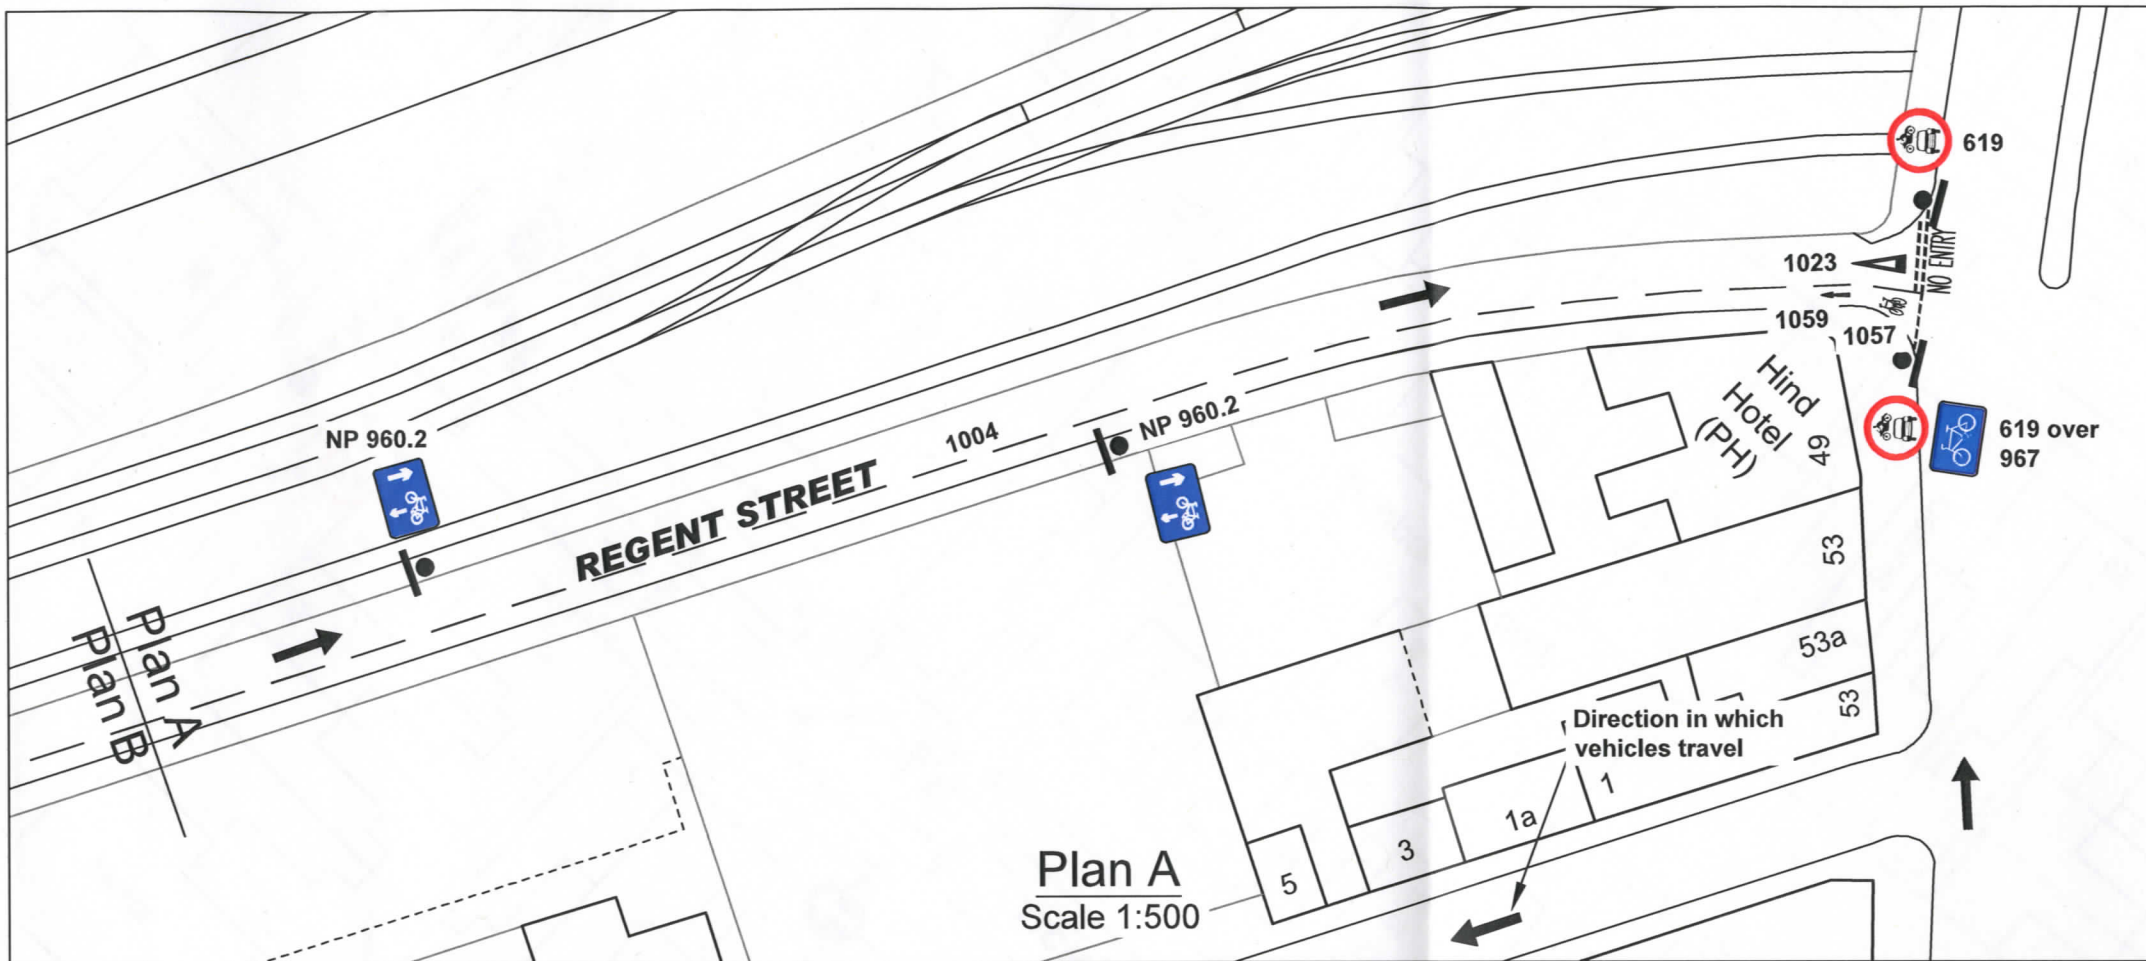 619
NO ENTRY
1023
1059
1057
NP 960.2
1004
NP 960.2
REGENT STREET
Hind
Hotel
(PH)
49
619 over
967
53
53a
53
Direction in which
vehicles travel
Plan A
Plan B
1
1a
3
5
Plan A
Scale 1:500